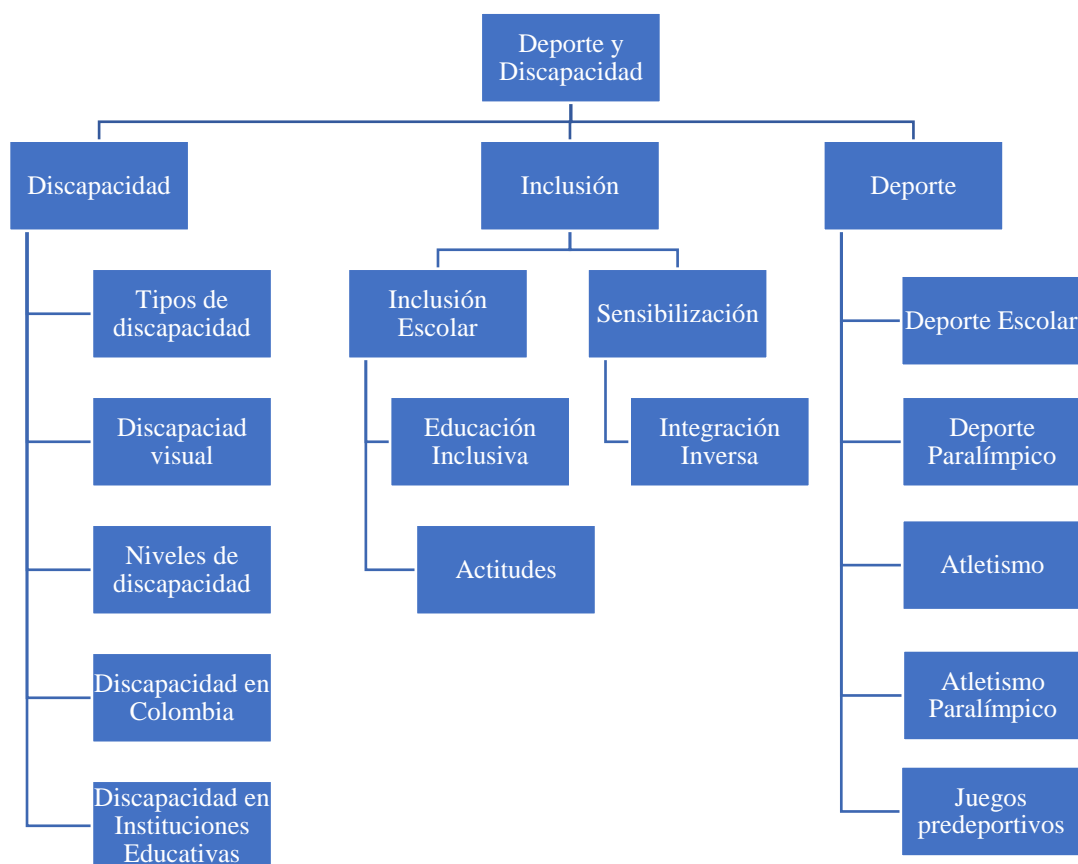 Deporte y
Discapacidad
Discapacidad
Inclusión
Deporte
Tipos de
discapacidad
Discapaciad
visual
Niveles de
discapacidad
Discapacidad en
Colombia
Discapacidad en
Instituciones
Educativas
Inclusión
Escolar
Educación
Inclusiva
Actitudes
Sensibilización
Integración
Inversa
Deporte Escolar
Deporte
Paralímpico
Atletismo
Atletismo
Paralímpico
Juegos
predeportivos